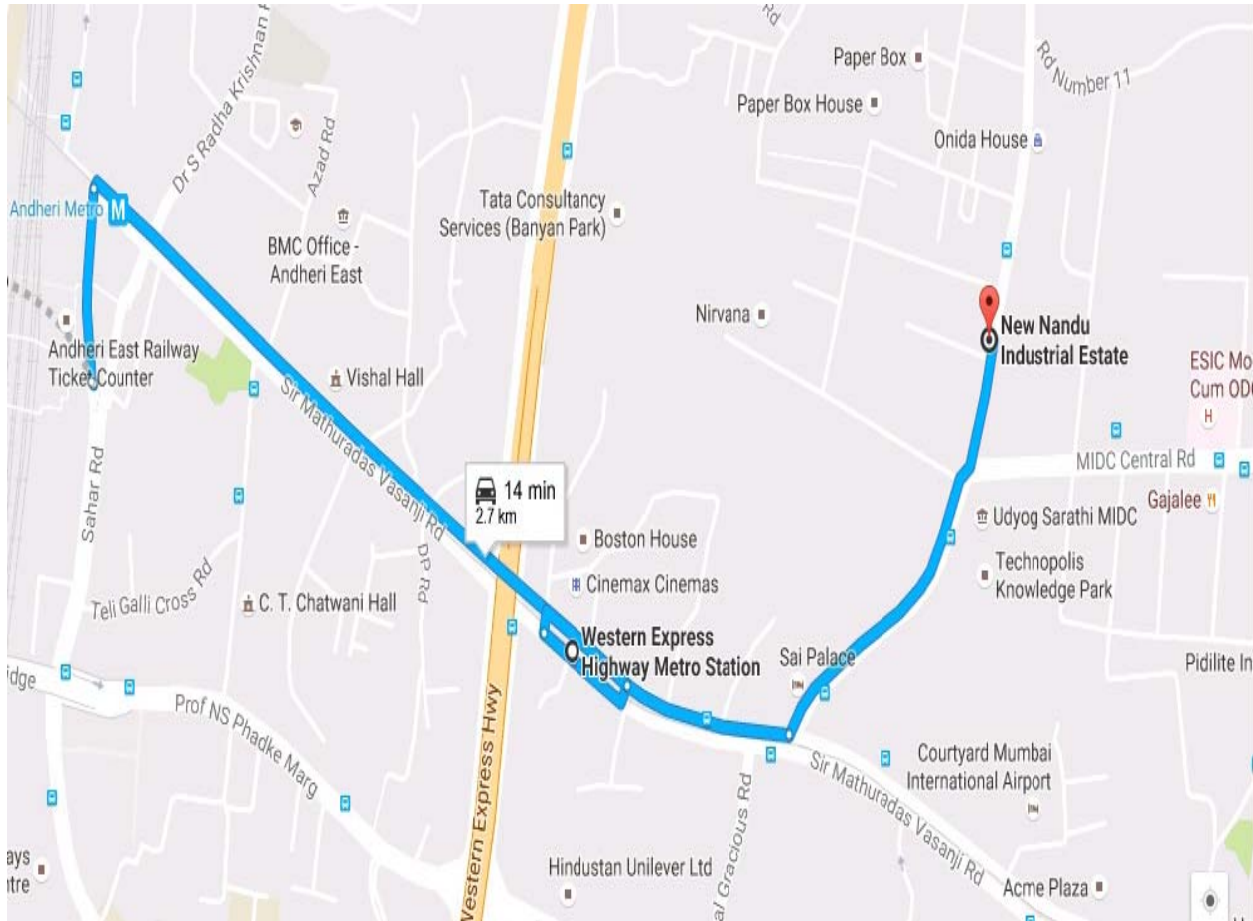 Rd
Paper Box
Rd Number 11
Paper Box House
Onida House
Dr S Radha Krishnan
Azad Rd
Andheri Metro
M
Tata Consultancy
Services (Banyan Park)
BMC Office -
Andheri East
Nirvana
New Nandu
Industrial Estate
Andheri East Railway
Ticket Counter
Vishal Hall
ESIC Mo
Cum OD
H
Sir Mathuradas Vasanji Rd
MIDC Central Rd
Sahar Rd
14 min
2.7 km
Gajalee
Udyog Sarathi MIDC
Boston House
DP Rd
Technopolis
Knowledge Park
Cinemax Cinemas
Teli Galli Cross Rd
C. T. Chatwani Hall
Western Express
Highway Metro Station
Sai Palace
Pidilite In
idge
Prof NS Phadke Marg
Western Express Hwy
Courtyard Mumbai
International Airport
Sir Mathuradas Vasanji Rd
al Gracious Rd
Hindustan Unilever Ltd
ays
ntre
Acme Plaza